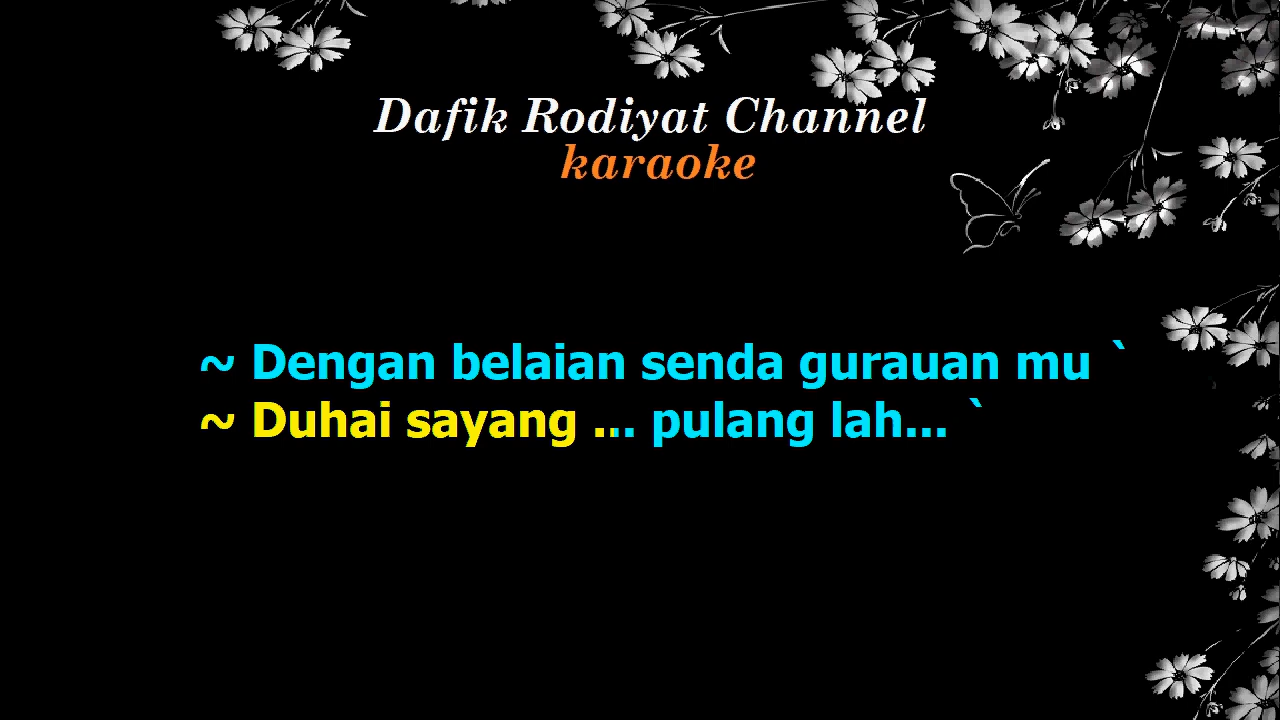 Dafik Rodiyat Channel
karaoke
~ Dengan belaian senda gurauan mu `
~ Duhai sayang ... pulang lah... `